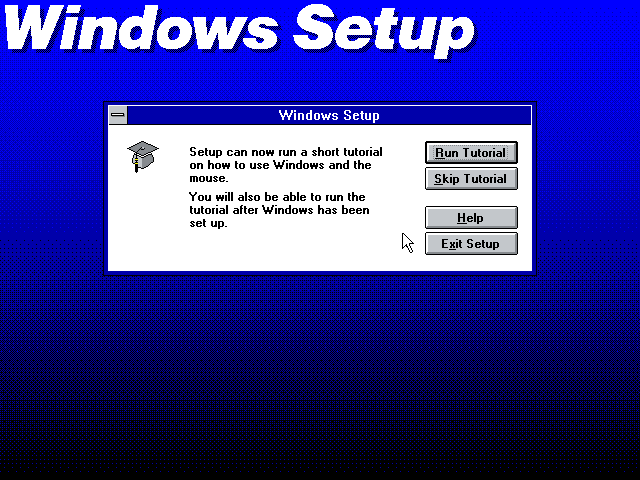 Windows Setup
Windows Setup
Setup can now run a short tutorial
on how to use Windows and the
mouse.
You will also be able to run the
tutorial after Windows has been
set up.
Run Tutorial
Skip Tutorial
Help
Exit Setup